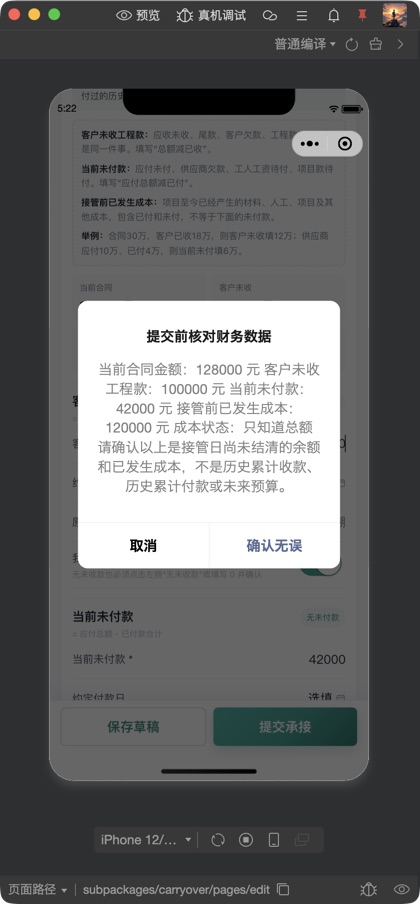 预览
真机调试
普通编译
付过的历史
5:22
客户未收工程款：应收未收、尾款、客户欠款、工程
是同一件事。填写“总额减已收”。
当前未付款：应付未付、供应商欠款、工人工资待付、项目款待
付。填写“应付总额减已付”。
接管前已发生成本：项目至今已经产生的材料、人工、项目及其
他成本，包含已付和未付，不等于下面的未付款。
举例：合同30万，客户已收18万，则客户未收填12万；供应商
应付10万，已付4万，则当前未付填6万。
当前合同
客户未收
提交前核对财务数据
当前合同金额：128000 元 客户未收
工程款：100000 元 当前未付款：
42000 元 接管前已发生成本：
120000 元 成本状态：只知道总额
请确认以上是接管日尚未结清的余额
和已发生成本，不是历史累计收款、
历史累计付款或未来预算。
取消
确认无误
当前未付款
无未付款
= 应付总额 - 已付款合计
当前未付款 *
42000
约定付款日
选填
保存草稿
提交承接
iPhone 12/...
页面路径
subpackages/carryover/pages/edit